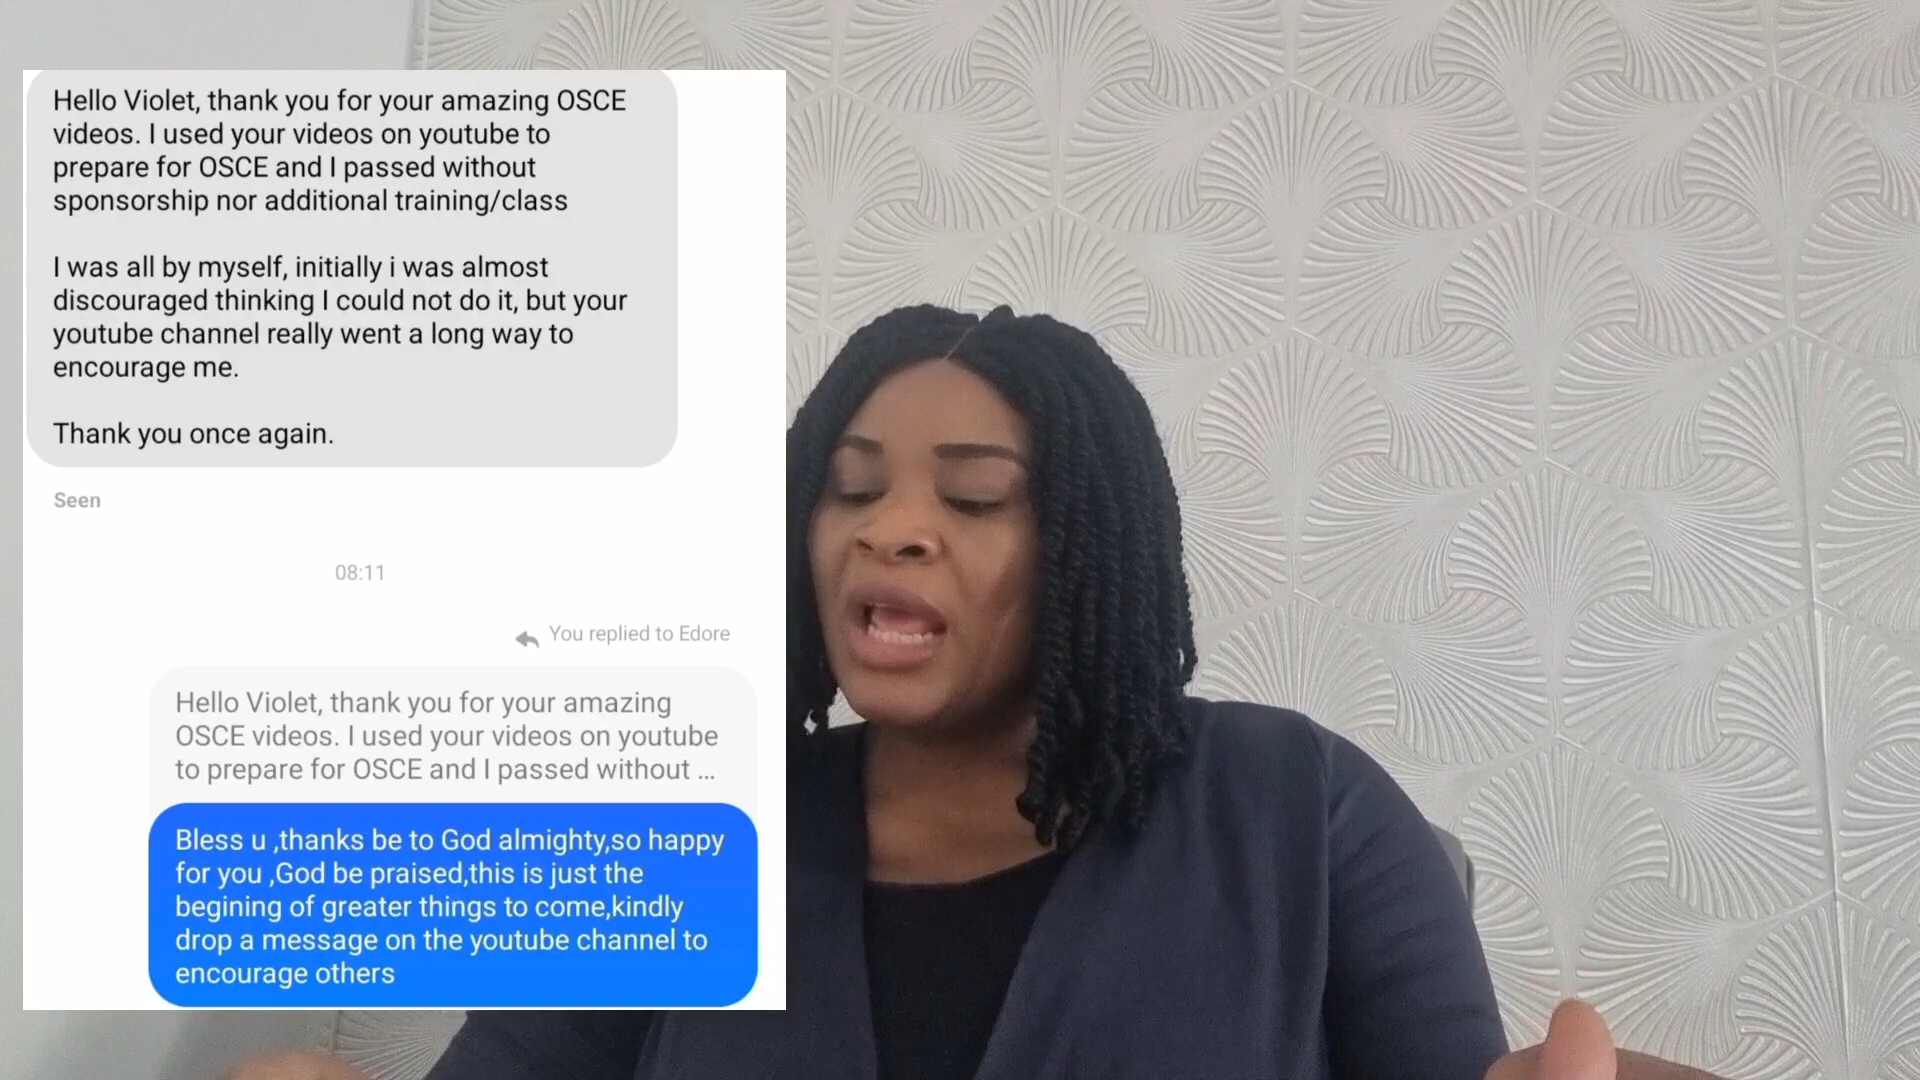 Hello Violet, thank you for your amazing OSCE
videos. I used your videos on youtube to
prepare for OSCE and I passed without
sponsorship nor additional training/class
I was all by myself, initially i was almost
discouraged thinking I could not do it, but your
youtube channel really went a long way to
encourage me.
Thank you once again.
Seen
08:11
You replied to Edore
Hello Violet, thank you for your amazing
OSCE videos. I used your videos on youtube
to prepare for OSCE and I passed without ...
Bless u ,thanks be to God almighty,so happy
for you ,God be praised,this is just the
begining of greater things to come,kindly
drop a message on the youtube channel to
encourage others